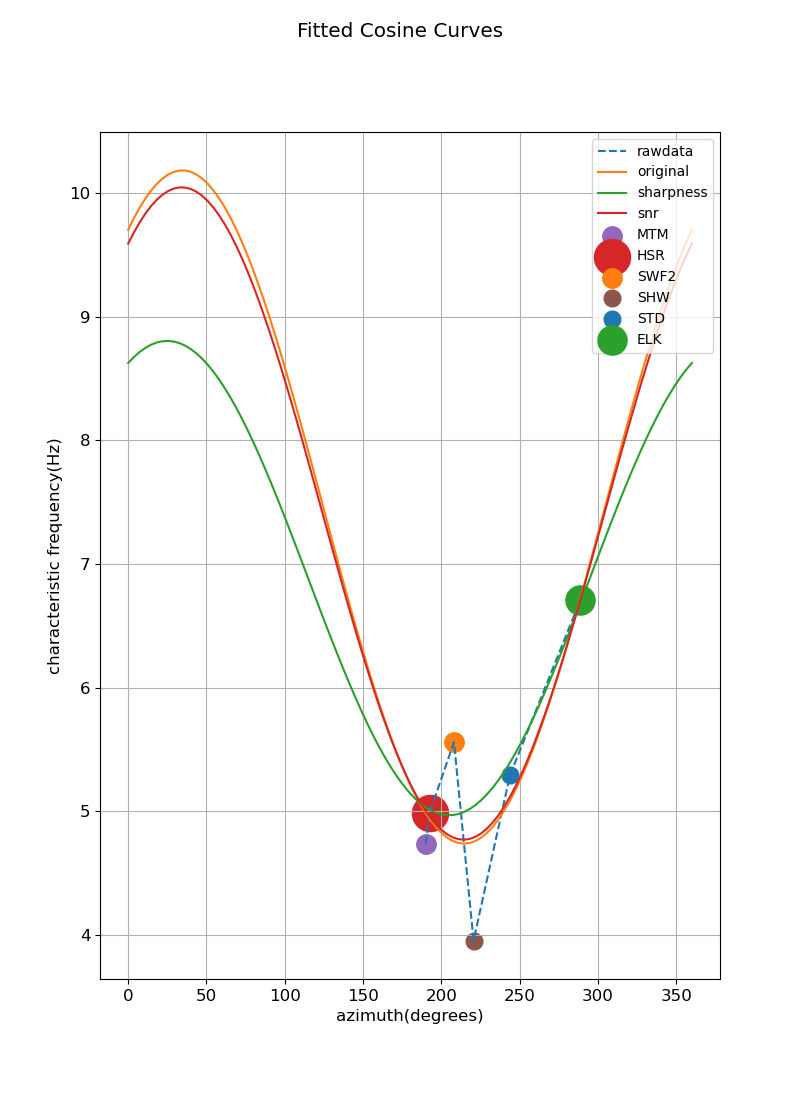 Fitted Cosine Curves
rawdata
original
sharpness
snr
MTM
HSR
SWF2
SHW
STD
ELK
characteristic frequency(Hz)
10
9
8
7
6
5
4
0 50 100 150 200 250 300 350
azimuth(degrees)